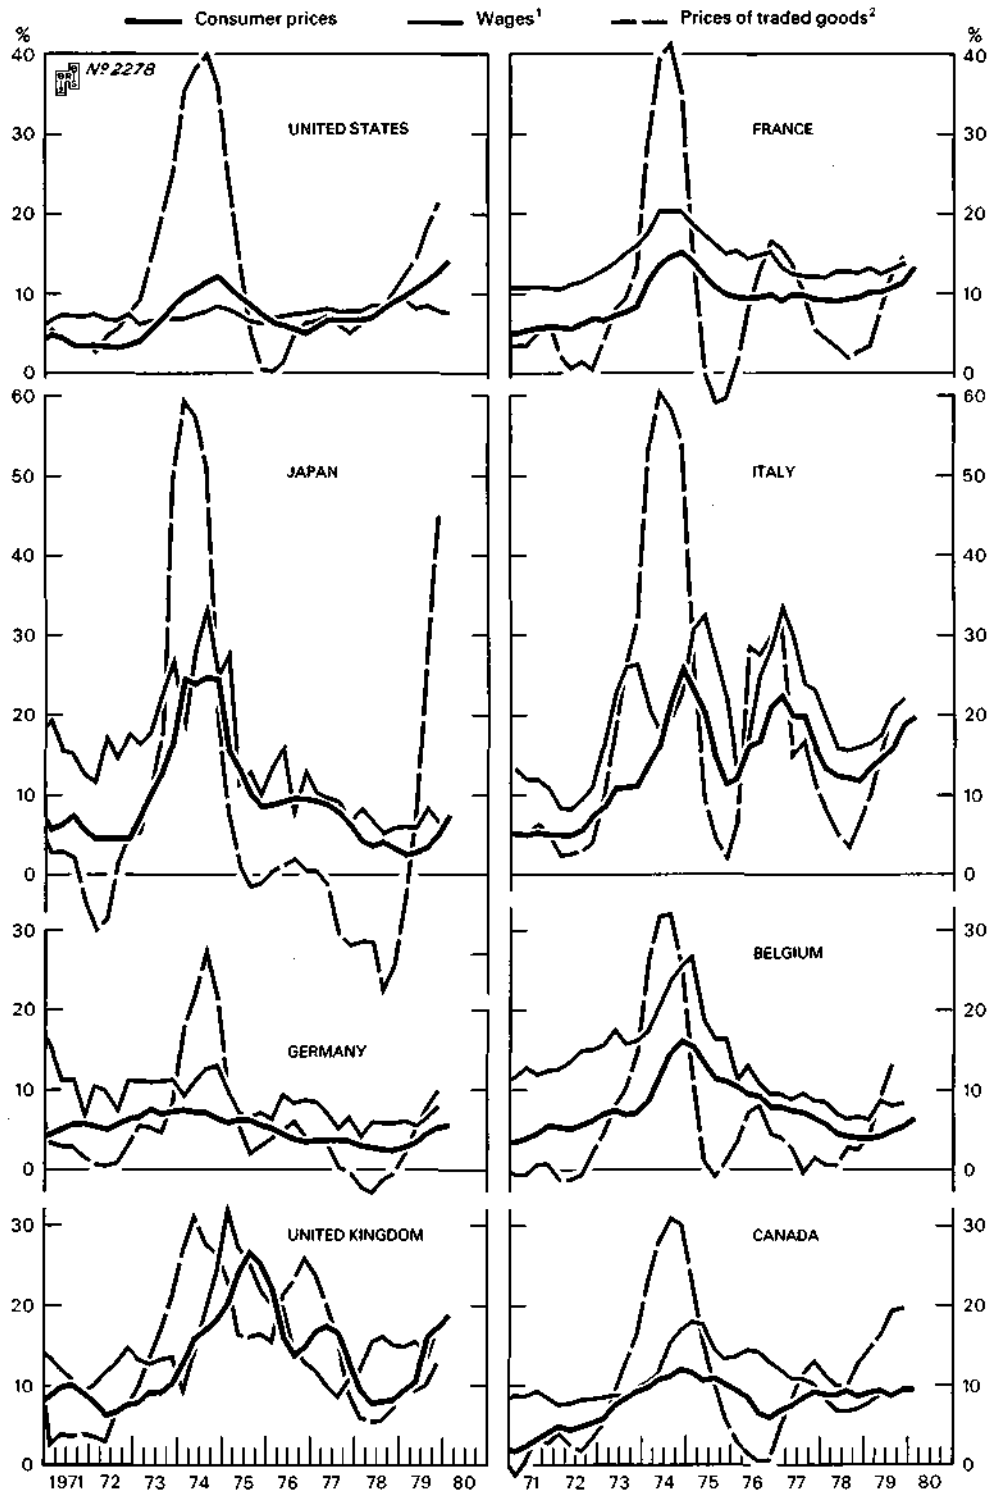 Consumer prices Wages¹ Prices of traded goods²
% %
40 40
Nº 2278
UNITED STATES FRANCE
30 30
20 20
10 10
0 0
60 60
JAPAN ITALY
50 50
40 40
30 30
20 20
10 10
0 0
30 30
BELGIUM
20 20
GERMANY
10 10
0 0
30 30
UNITED KINGDOM CANADA
20 20
10 10
0 0
1971 72 73 74 75 76 77 78 79 80 71 72 73 74 75 76 77 78 79 80